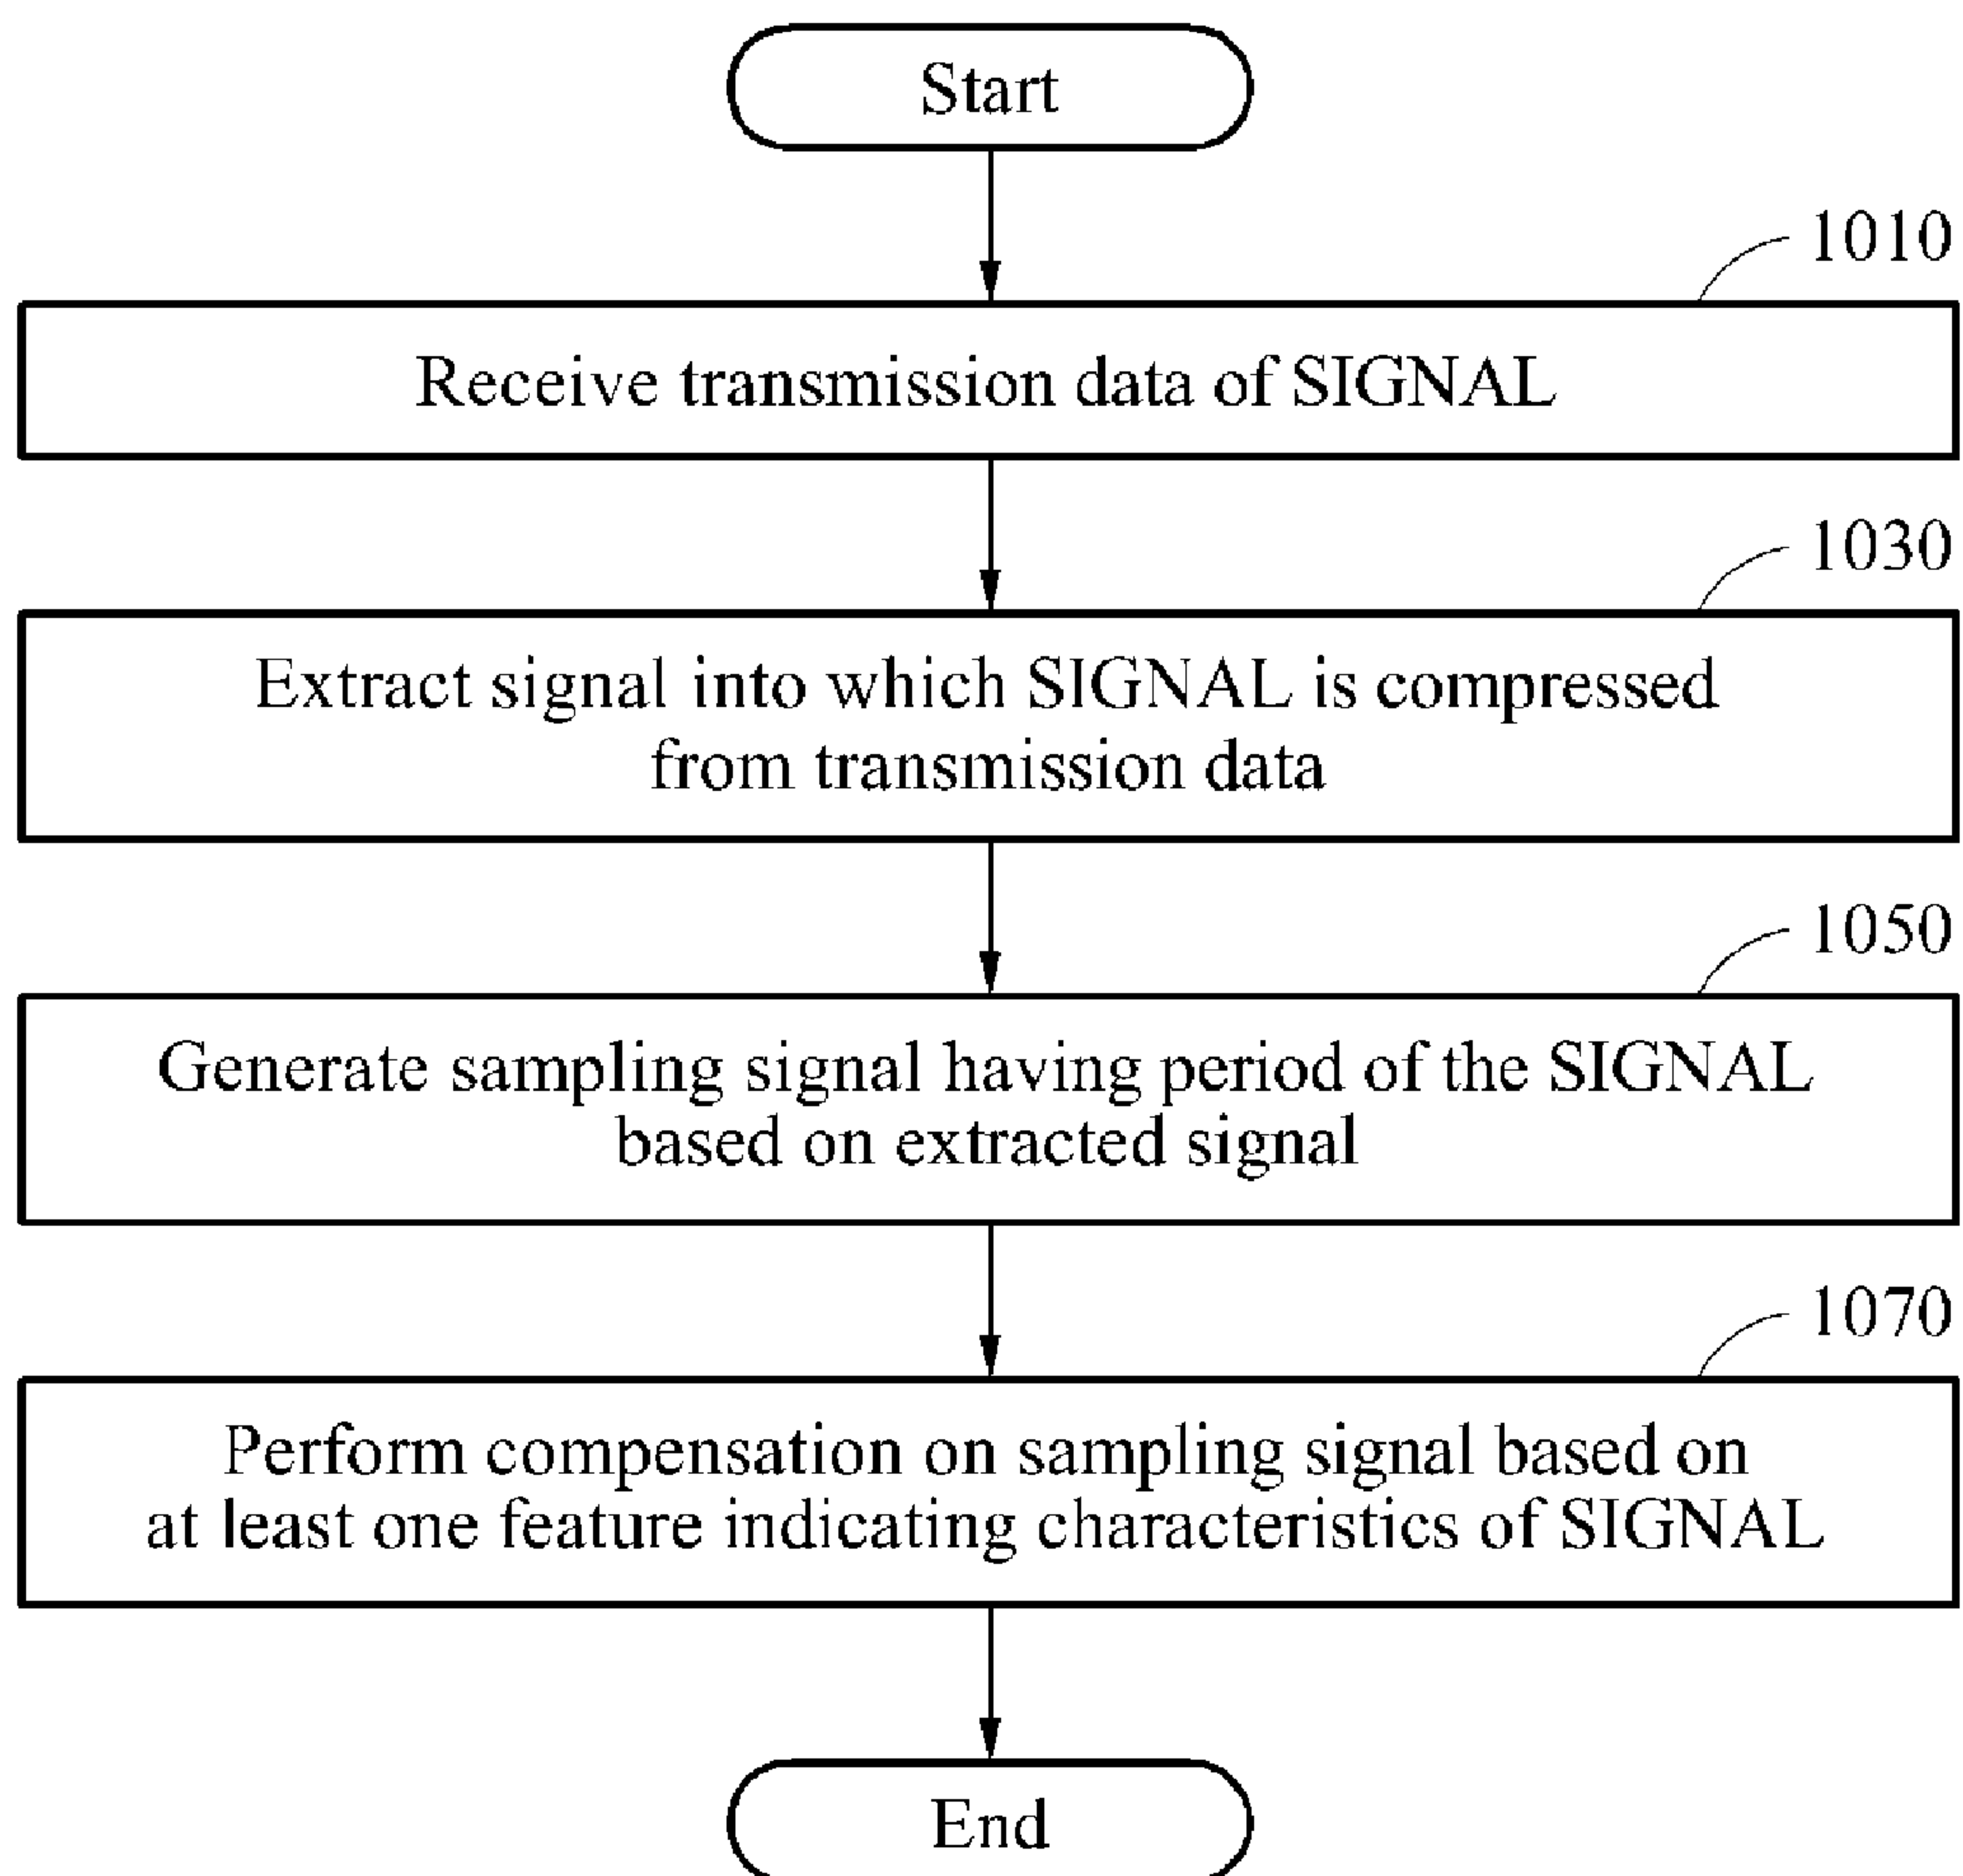 Start
1010
Receive transmission data of SIGNAL
1030
Extract signal into which SIGNAL is compressed
from transmission data
1050
Generate sampling signal having period of the SIGNAL
based on extracted signal
1070
Perform compensation on sampling signal based on
at least one feature indicating characteristics of SIGNAL
End